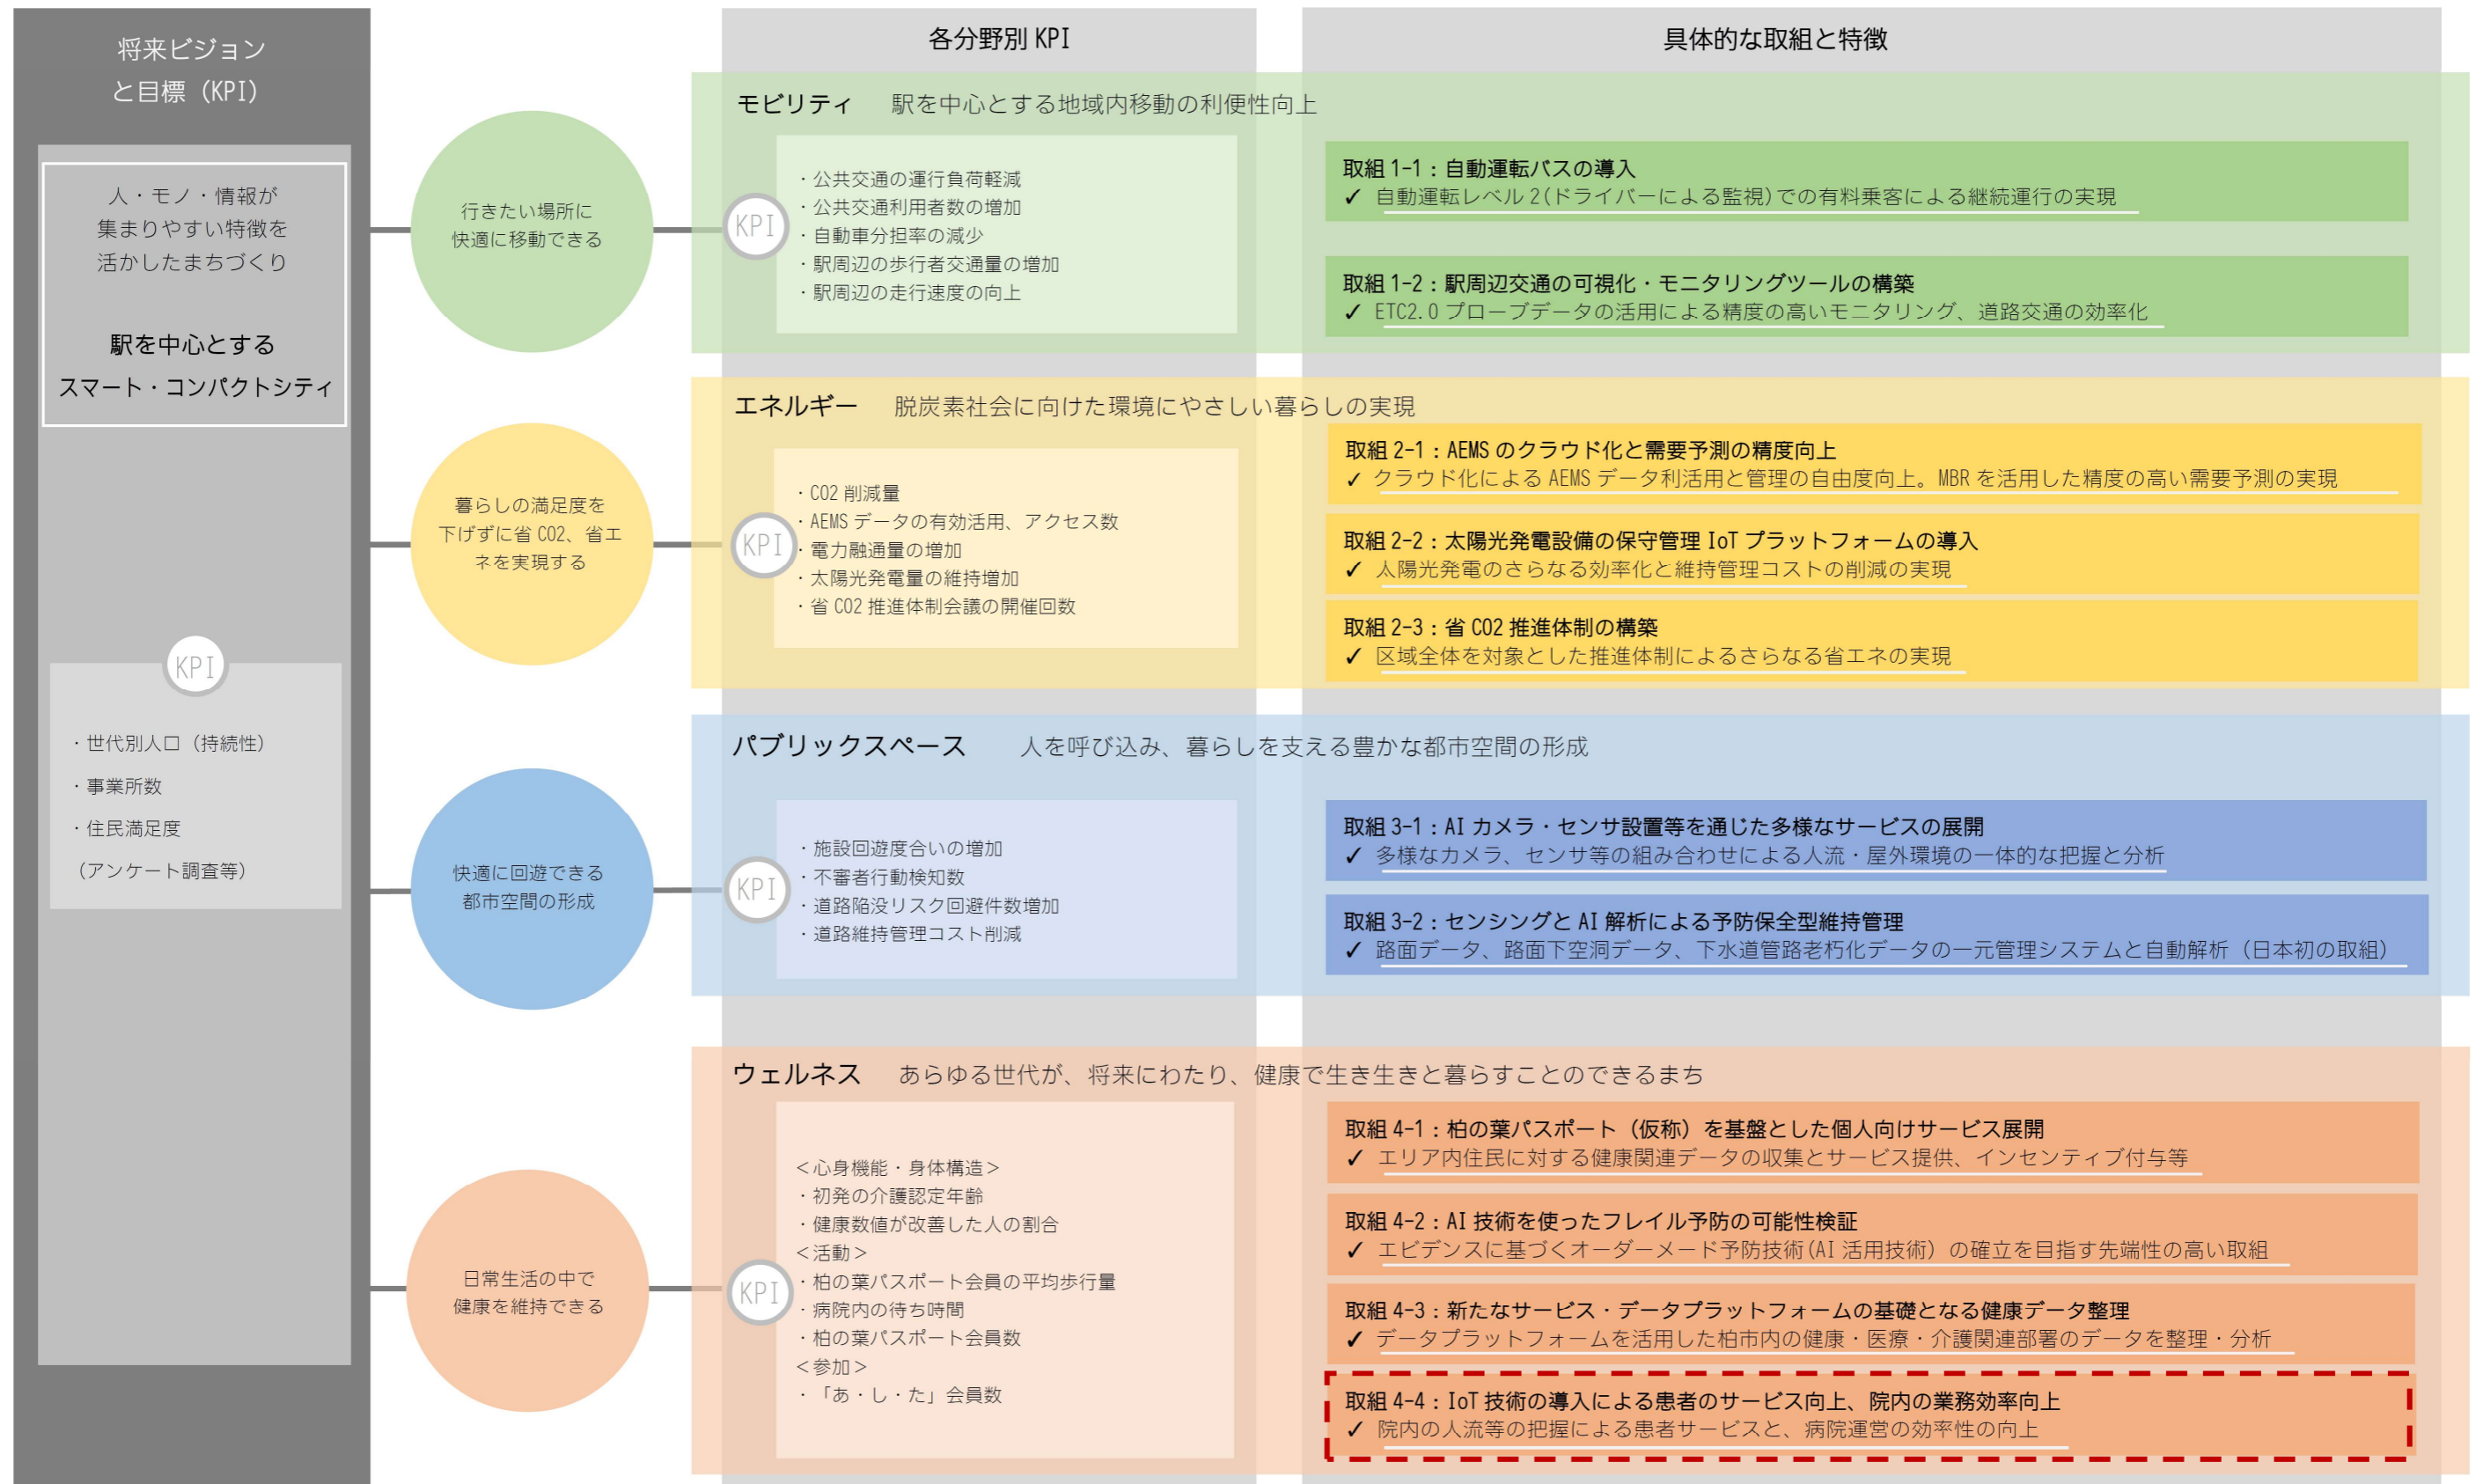 将来ビジョン
と目標（KPI）
人・モノ・情報が
集まりやすい特徴を
活かしたまちづくり
駅を中心とする
スマート・コンパクトシティ
KPI
・世代別人口（持続性）
・事業所数
・住民満足度
（アンケート調査等）
各分野別 KPI
具体的な取組と特徴
行きたい場所に
快適に移動できる
モビリティ　駅を中心とする地域内移動の利便性向上
KPI
・公共交通の運行負荷軽減
・公共交通利用者数の増加
・自動車分担率の減少
・駅周辺の歩行者交通量の増加
・駅周辺の走行速度の向上
取組 1-1：自動運転バスの導入
✓ 自動運転レベル 2(ドライバーによる監視)での有料乗客による継続運行の実現
取組 1-2：駅周辺交通の可視化・モニタリングツールの構築
✓ ETC2.0 プローブデータの活用による精度の高いモニタリング、道路交通の効率化
暮らしの満足度を
下げずに省 CO2、省エ
ネを実現する
エネルギー　脱炭素社会に向けた環境にやさしい暮らしの実現
KPI
・CO2 削減量
・AEMS データの有効活用、アクセス数
・電力融通量の増加
・太陽光発電量の維持増加
・省 CO2 推進体制会議の開催回数
取組 2-1：AEMS のクラウド化と需要予測の精度向上
✓ クラウド化による AEMS データ利活用と管理の自由度向上。MBR を活用した精度の高い需要予測の実現
取組 2-2：太陽光発電設備の保守管理 IoT プラットフォームの導入
✓ 太陽光発電のさらなる効率化と維持管理コストの削減の実現
取組 2-3：省 CO2 推進体制の構築
✓ 区域全体を対象とした推進体制によるさらなる省エネの実現
快適に回遊できる
都市空間の形成
パブリックスペース　人を呼び込み、暮らしを支える豊かな都市空間の形成
KPI
・施設回遊度合いの増加
・不審者行動検知数
・道路陥没リスク回避件数増加
・道路維持管理コスト削減
取組 3-1：AI カメラ・センサ設置等を通じた多様なサービスの展開
✓ 多様なカメラ、センサ等の組み合わせによる人流・屋外環境の一体的な把握と分析
取組 3-2：センシングと AI 解析による予防保全型維持管理
✓ 路面データ、路面下空洞データ、下水道管路老朽化データの一元管理システムと自動解析（日本初の取組）
日常生活の中で
健康を維持できる
ウェルネス　あらゆる世代が、将来にわたり、健康で生き生きと暮らすことのできるまち
KPI
＜心身機能・身体構造＞
・初発の介護認定年齢
・健康数値が改善した人の割合
＜活動＞
・柏の葉パスポート会員の平均歩行量
・病院内の待ち時間
・柏の葉パスポート会員数
＜参加＞
・「あ・し・た」会員数
取組 4-1：柏の葉パスポート（仮称）を基盤とした個人向けサービス展開
✓ エリア内住民に対する健康関連データの収集とサービス提供、インセンティブ付与等
取組 4-2：AI 技術を使ったフレイル予防の可能性検証
✓ エビデンスに基づくオーダーメード予防技術(AI 活用技術）の確立を目指す先端性の高い取組
取組 4-3：新たなサービス・データプラットフォームの基礎となる健康データ整理
✓ データプラットフォームを活用した柏市内の健康・医療・介護関連部署のデータを整理・分析
取組 4-4：IoT 技術の導入による患者のサービス向上、院内の業務効率向上
✓ 院内の人流等の把握による患者サービスと、病院運営の効率性の向上